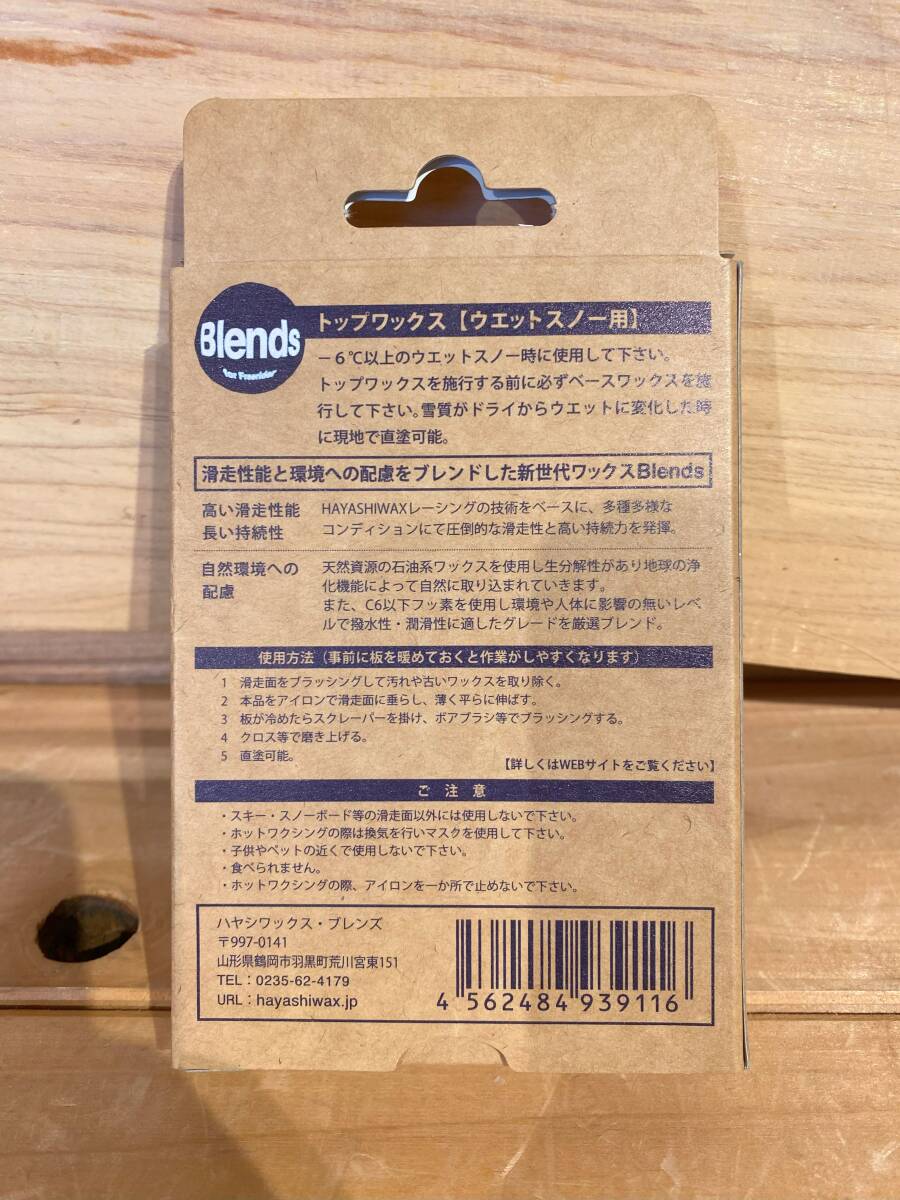 Blends
for Freerider
トップワックス【ウエットスノー用】
−6℃以上のウエットスノー時に使用して下さい。
トップワックスを施行する前に必ずベースワックスを施
行して下さい。雪質がドライからウエットに変化した時
に現地で直塗可能。
滑走性能と環境への配慮をブレンドした新世代ワックスBlends
高い滑走性能
長い持続性
HAYASHIWAXレーシングの技術をベースに、多種多様な
コンディションにて圧倒的な滑走性と高い持続力を発揮。
自然環境への
配慮
天然資源の石油系ワックスを使用し生分解性があり地球の浄
化機能によって自然に取り込まれていきます。
また、C6以下フッ素を使用し環境や人体に影響の無いレベ
ルで撥水性・潤滑性に適したグレードを厳選ブレンド。
使用方法(事前に板を暖めておくと作業がしやすくなります)
1 滑走面をブラッシングして汚れや古いワックスを取り除く。
2 本品をアイロンで滑走面に垂らし、薄く平らに伸ばす。
3 板が冷めたらスクレーパーを掛け、ボアブラシ等でブラッシングする。
4 クロス等で磨き上げる。
5 直塗可能。
【詳しくはWEBサイトをご覧ください】
ご 注 意
・スキー・スノーボード等の滑走面以外には使用しないで下さい。
・ホットワクシングの際は換気を行いマスクを使用して下さい。
・子供やペットの近くで使用しないで下さい。
・食べられません。
・ホットワクシングの際、アイロンを一か所で止めないで下さい。
ハヤシワックス・ブレンズ
〒997-0141
山形県鶴岡市羽黒町荒川宮東151
TEL:0235-62-4179
URL:hayashiwax.jp
4 562484 939116